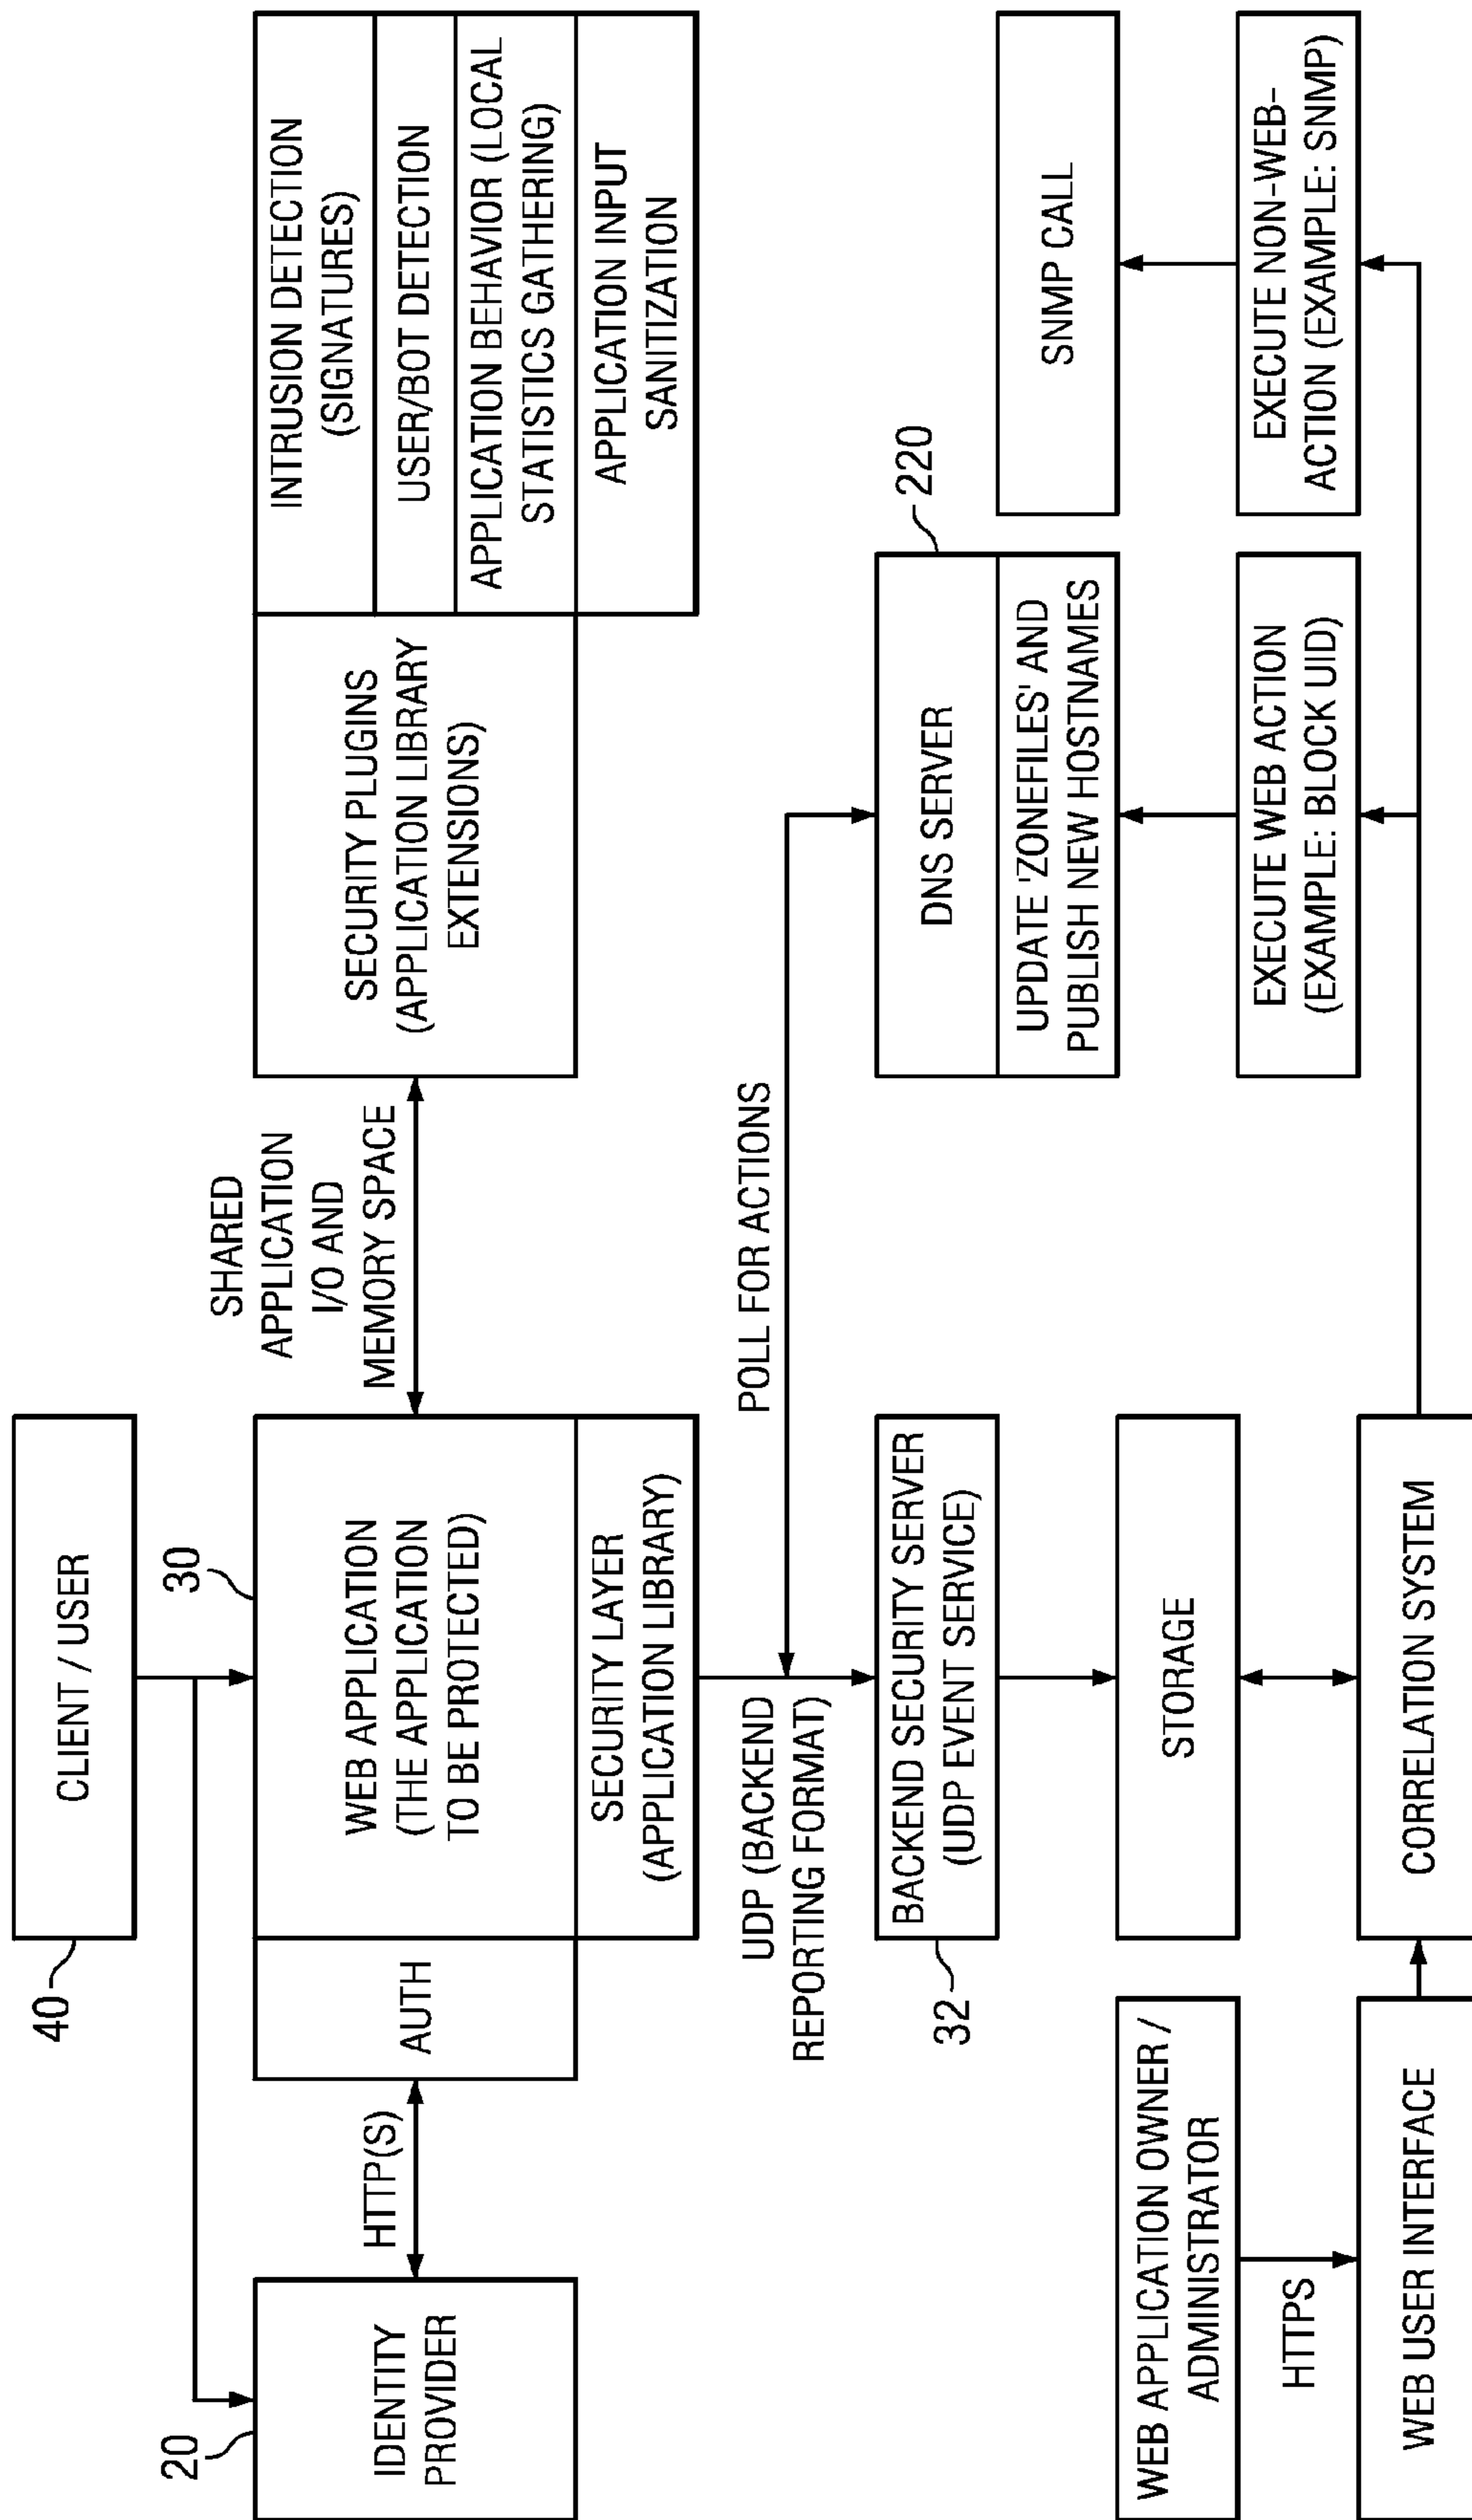 40
CLIENT / USER
20
IDENTITY
PROVIDER
HTTP(S)
AUTH
30
WEB APPLICATION
(THE APPLICATION
TO BE PROTECTED)
SECURITY LAYER
(APPLICATION LIBRARY)
SHARED
APPLICATION
I/O AND
MEMORY SPACE
SECURITY PLUGINS
(APPLICATION LIBRARY
EXTENSIONS)
INTRUSION DETECTION
(SIGNATURES)
USER/BOT DETECTION
APPLICATION BEHAVIOR (LOCAL
STATISTICS GATHERING)
APPLICATION INPUT
SANITIZATION
UDP (BACKEND
REPORTING FORMAT)
POLL FOR ACTIONS
32
BACKEND SECURITY SERVER
(UDP EVENT SERVICE)
220
DNS SERVER
UPDATE 'ZONEFILES' AND
PUBLISH NEW HOSTNAMES
SNMP CALL
WEB APPLICATION OWNER /
ADMINISTRATOR
STORAGE
HTTPS
EXECUTE WEB ACTION
(EXAMPLE: BLOCK UID)
EXECUTE NON-WEB-
ACTION (EXAMPLE: SNMP)
WEB USER INTERFACE
CORRELATION SYSTEM